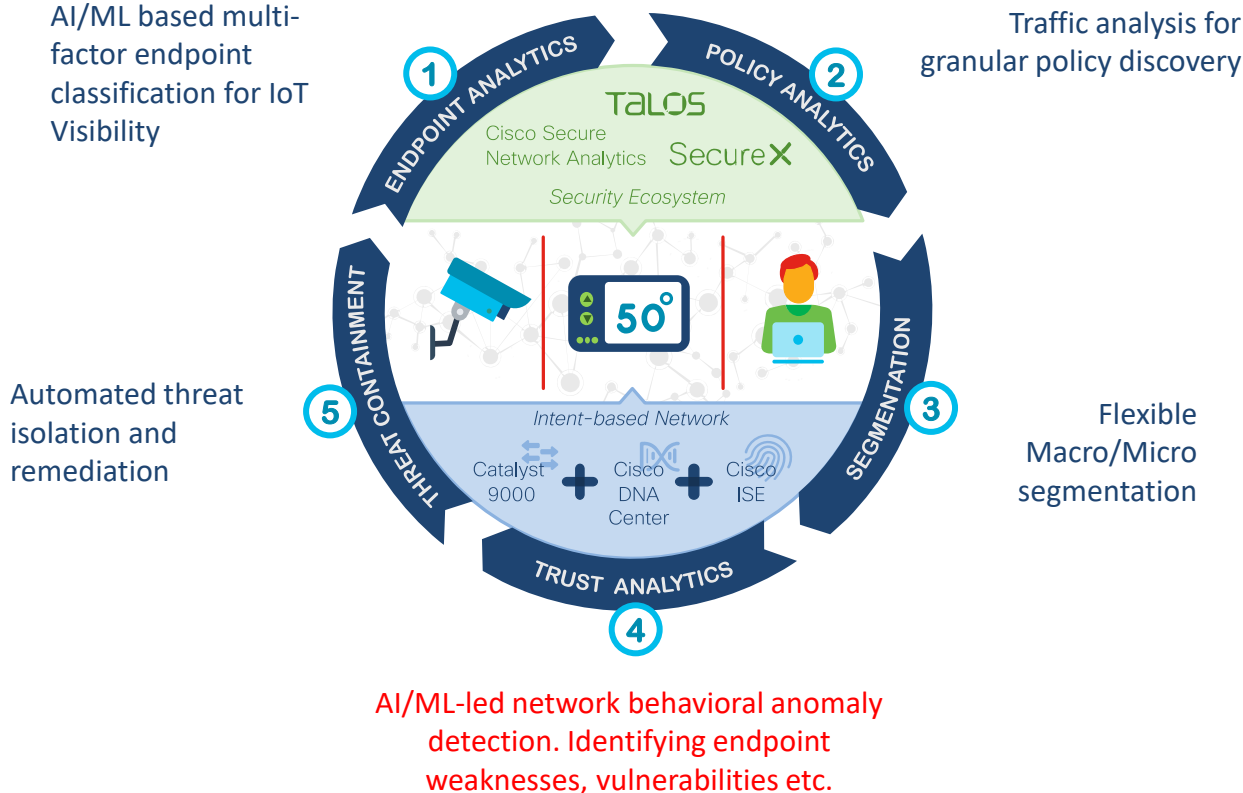 AI/ML based multi-
factor endpoint
classification for IoT
Visibility
Traffic analysis for
granular policy discovery
1
ENDPOINT ANALYTICS
2
POLICY ANALYTICS
TALOS
Cisco Secure
Network Analytics
SecureX
Security Ecosystem
50°
3
SEGMENTATION
Flexible
Macro/Micro
segmentation
5
THREAT CONTAINMENT
Automated threat
isolation and
remediation
Intent-based Network
Catalyst
9000
Cisco
DNA
Center
Cisco
ISE
TRUST ANALYTICS
4
AI/ML-led network behavioral anomaly
detection. Identifying endpoint
weaknesses, vulnerabilities etc.